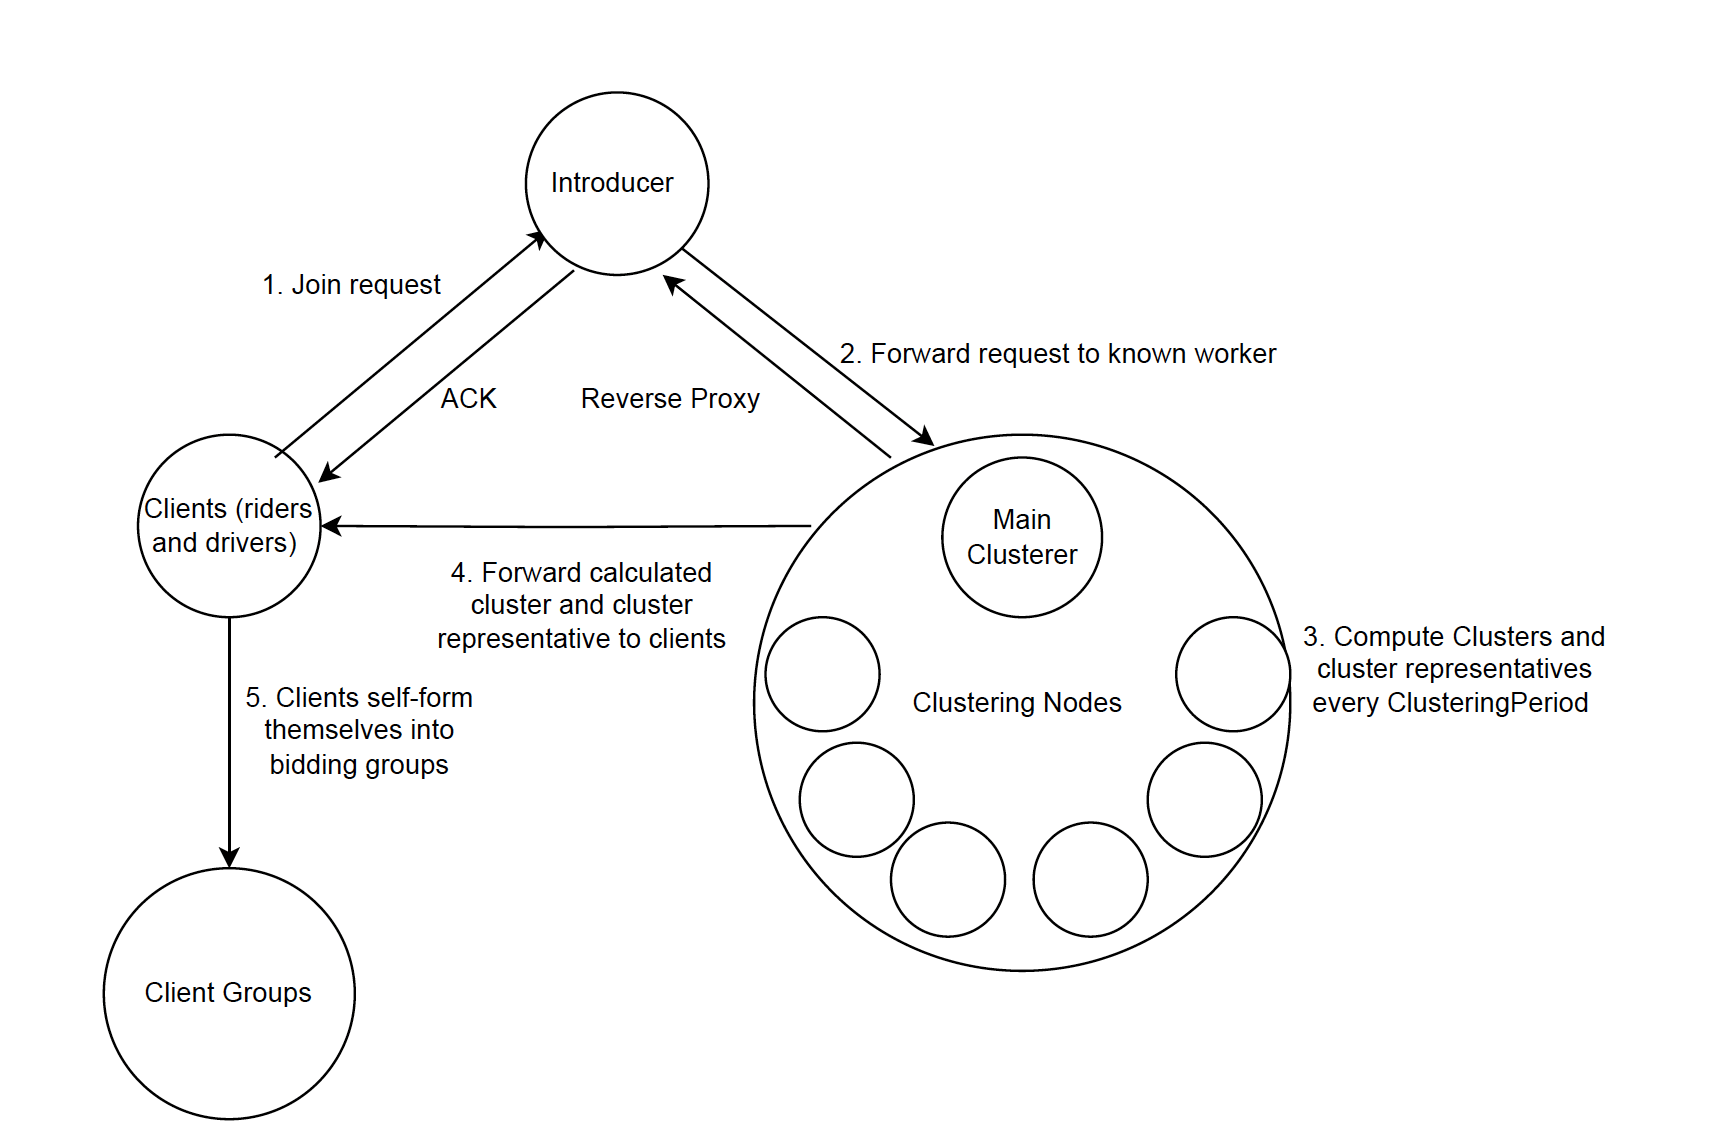 Introducer
1. Join request
2. Forward request to known worker
ACK
Reverse Proxy
Clients (riders
and drivers)
Main
Clusterer
4. Forward calculated
cluster and cluster
representative to clients
3. Compute Clusters and
cluster representatives
every ClusteringPeriod
Clustering Nodes
5. Clients self-form
themselves into
bidding groups
Client Groups